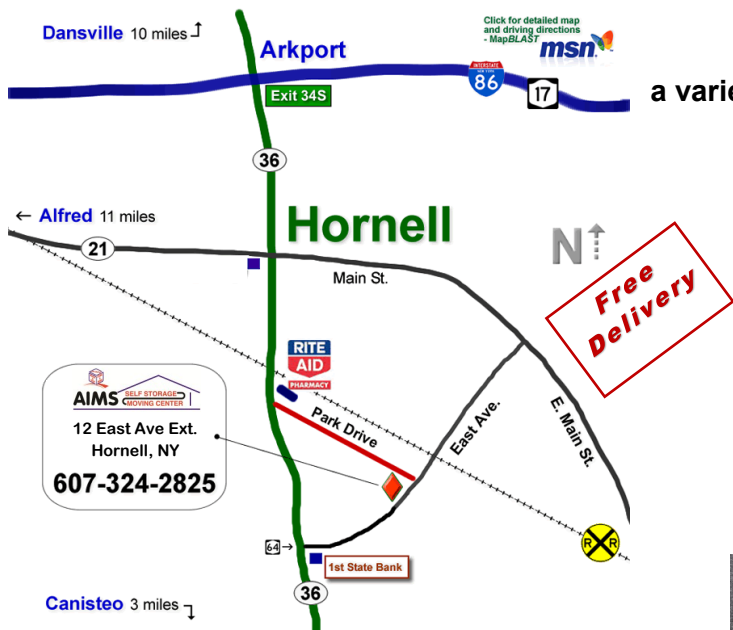 Dansville 10 miles
Arkport
Click for detailed map
and driving directions
- MapBLAST
msn
INTERSTATE
NEW YORK
86
17
Exit 34S
a varie
36
← Alfred 11 miles
21
Hornell
N
Main St.
Free
Delivery
RITE
AID
PHARMACY
AIMS SELF STORAGE
MOVING CENTER
12 East Ave Ext.
Hornell, NY
607-324-2825
Park Drive
East Ave.
E. Main St.
64 →
R R
1st State Bank
36
Canisteo 3 miles